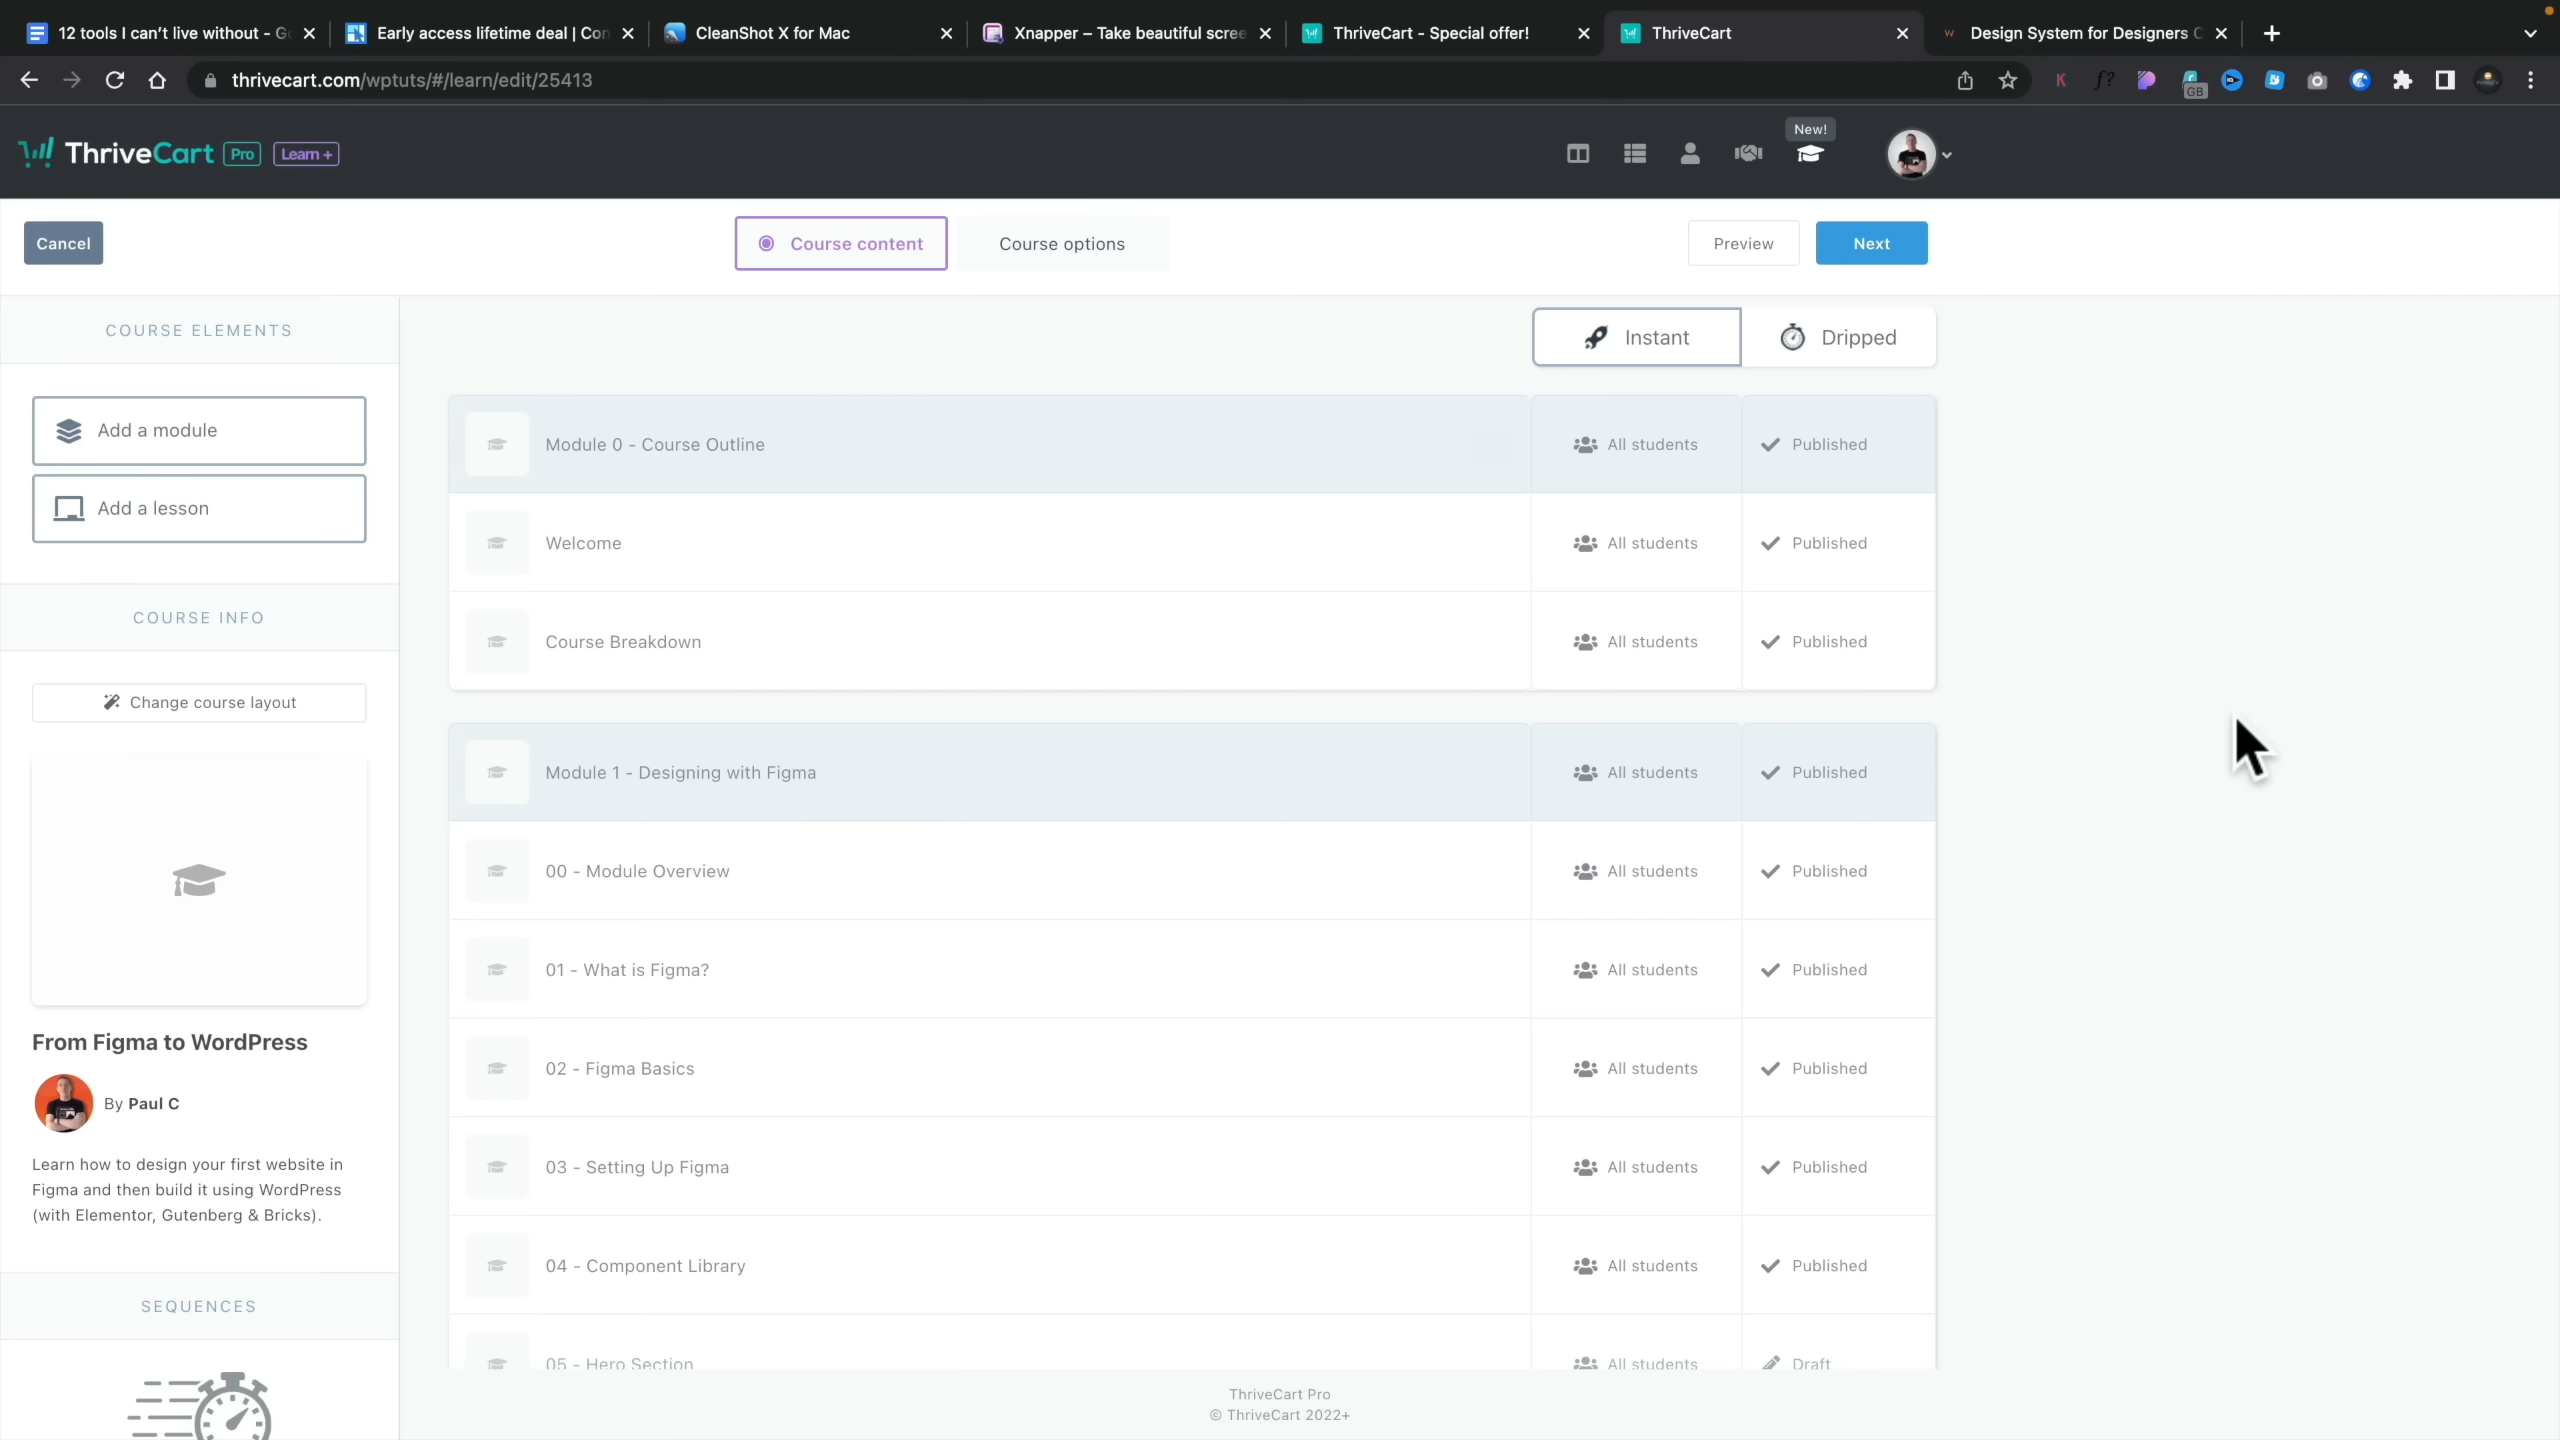 12 tools I can't live without - G
Early access lifetime deal | Con
CleanShot X for Mac
Xnapper – Take beautiful scree
ThriveCart - Special offer!
ThriveCart
Design System for Designers C
thrivecart.com/wptuts/#/learn/edit/25413
GB
ThriveCart Pro Learn +
New!
Cancel
Course content
Course options
Preview
Next
COURSE ELEMENTS
Instant
Dripped
Add a module
Add a lesson
COURSE INFO
Change course layout
From Figma to WordPress
By Paul C
Learn how to design your first website in
Figma and then build it using WordPress
(with Elementor, Gutenberg & Bricks).
SEQUENCES
Module 0 - Course Outline All students Published
Welcome All students Published
Course Breakdown All students Published
Module 1 - Designing with Figma All students Published
00 - Module Overview All students Published
01 - What is Figma? All students Published
02 - Figma Basics All students Published
03 - Setting Up Figma All students Published
04 - Component Library All students Published
05 - Hero Section All students Draft
ThriveCart Pro
© ThriveCart 2022+